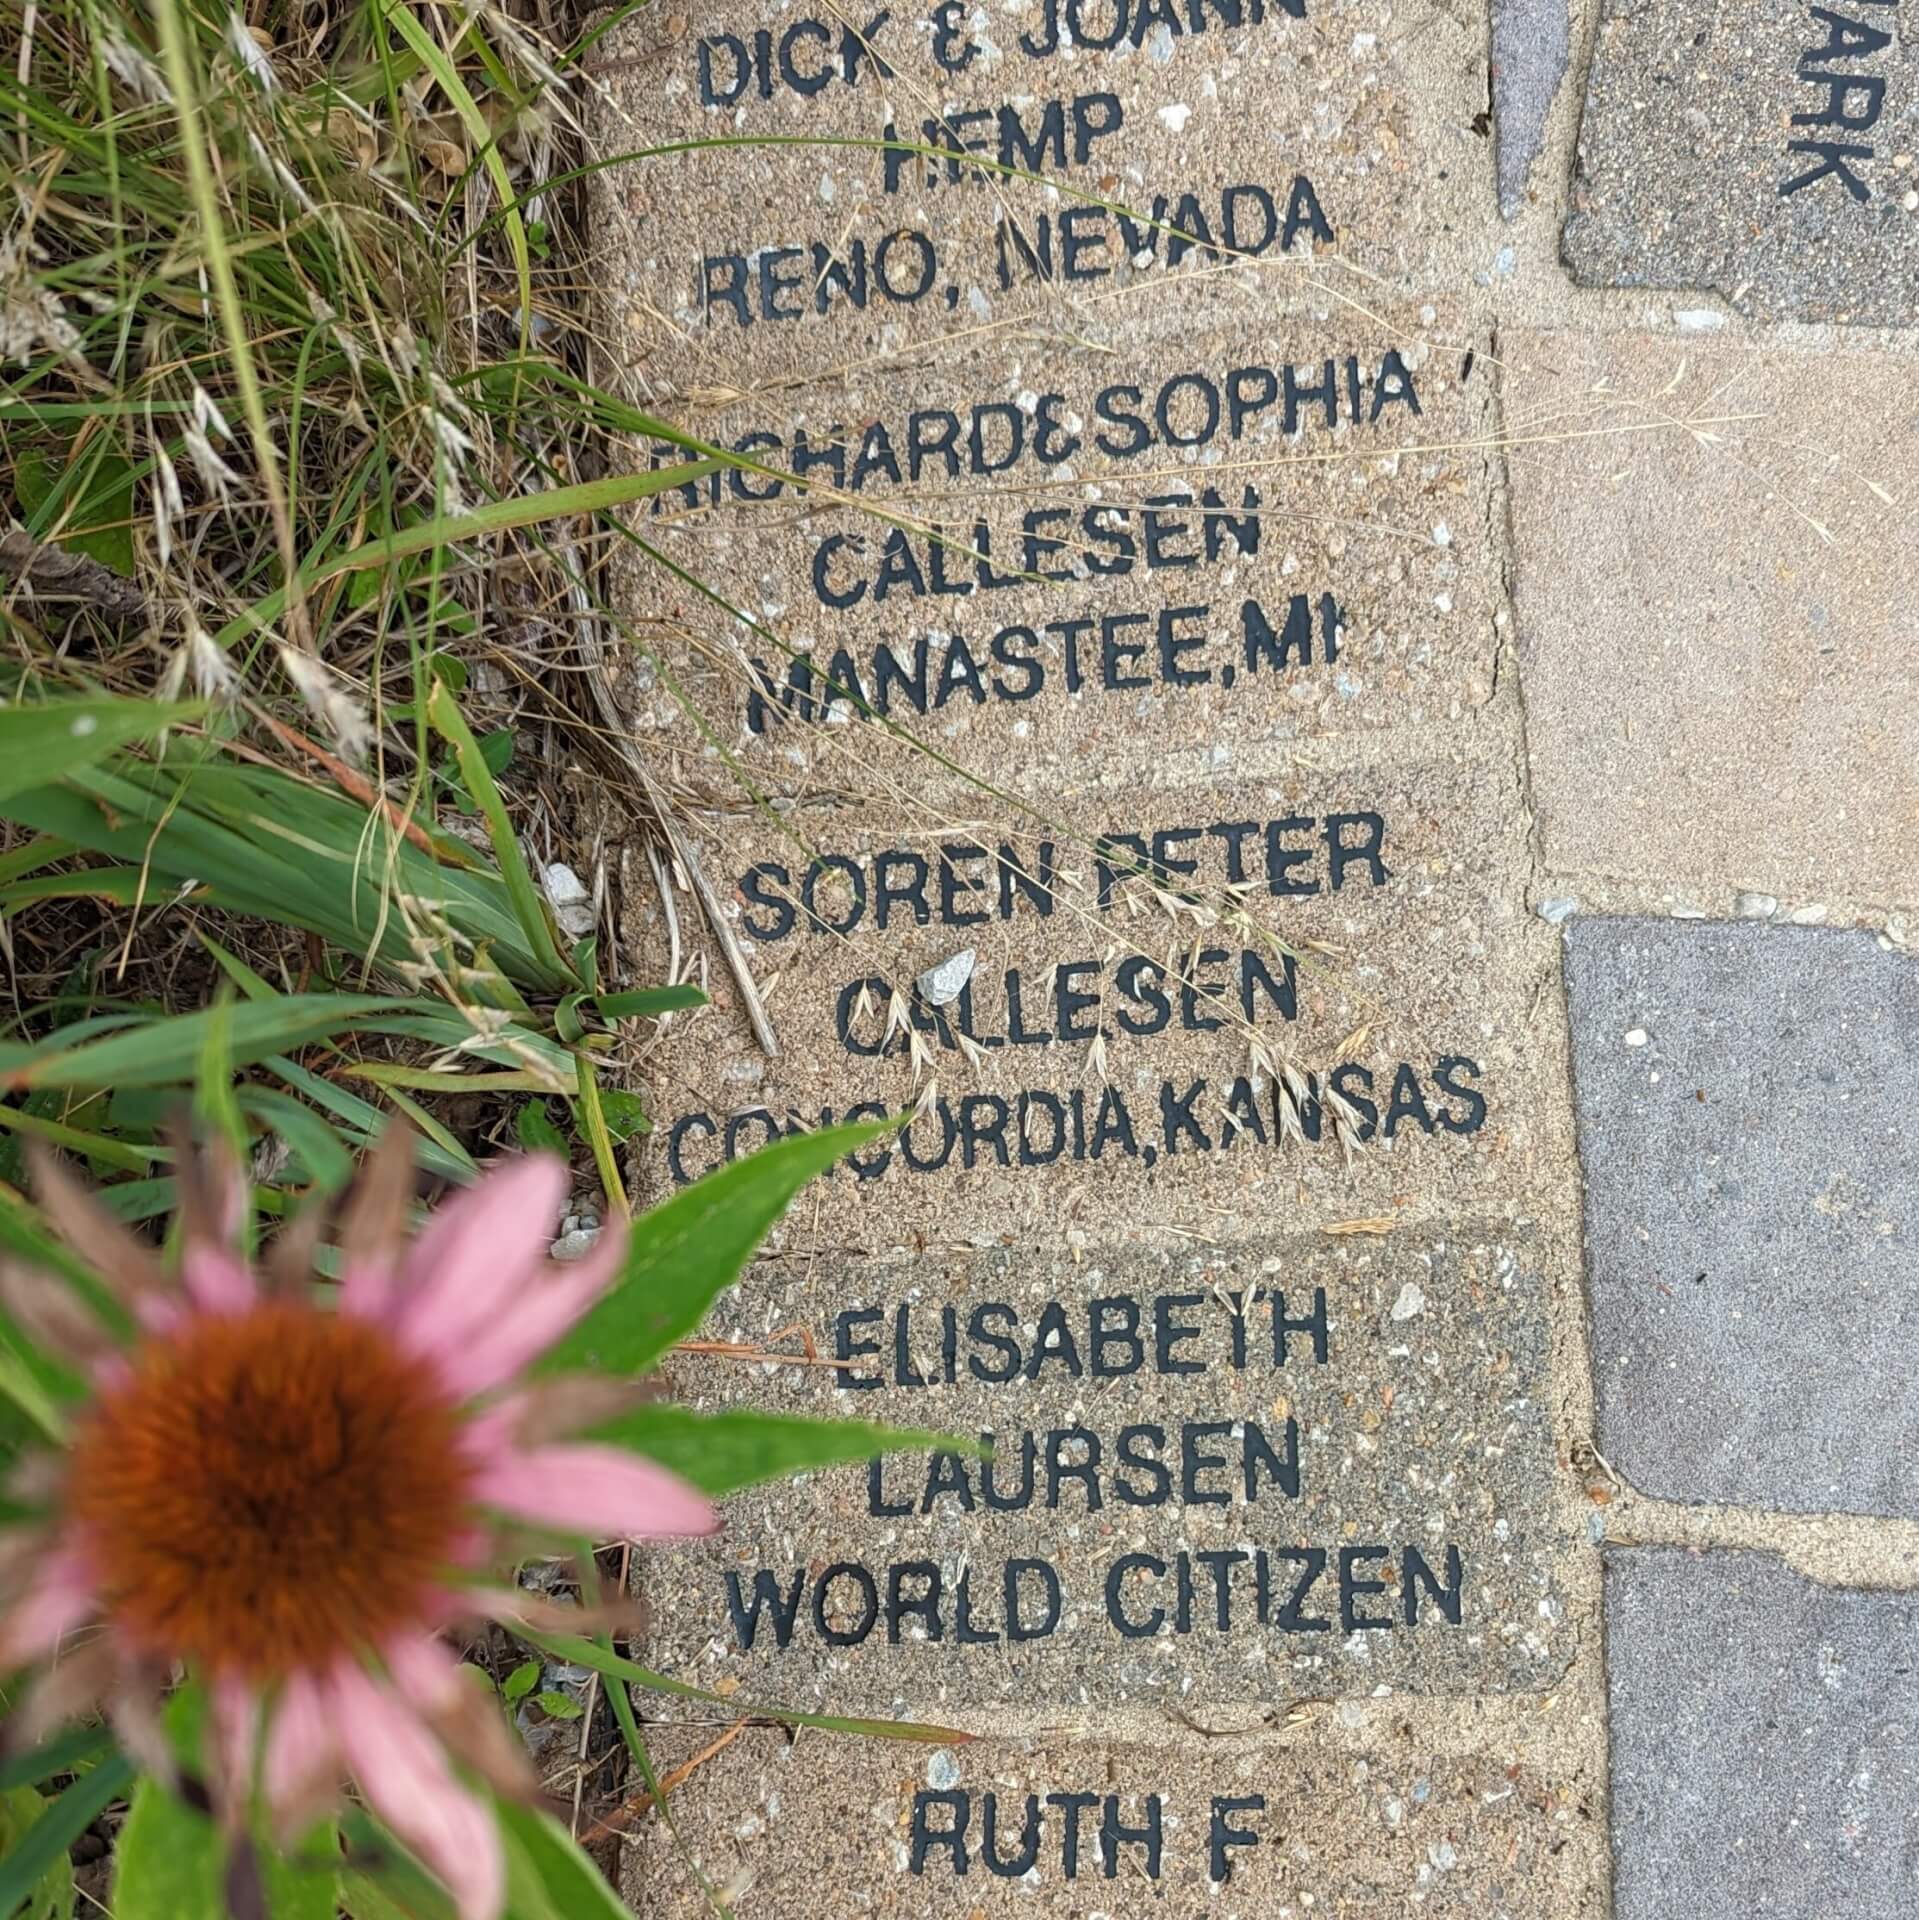 DICK & JOANN
HEMP
RENO, NEVADA
RICHARD & SOPHIA
CALLESEN
MANASTEE, MI
SOREN PETER
CALLESEN
CONCORDIA, KANSAS
ELISABETH
LAURSEN
WORLD CITIZEN
RUTH F